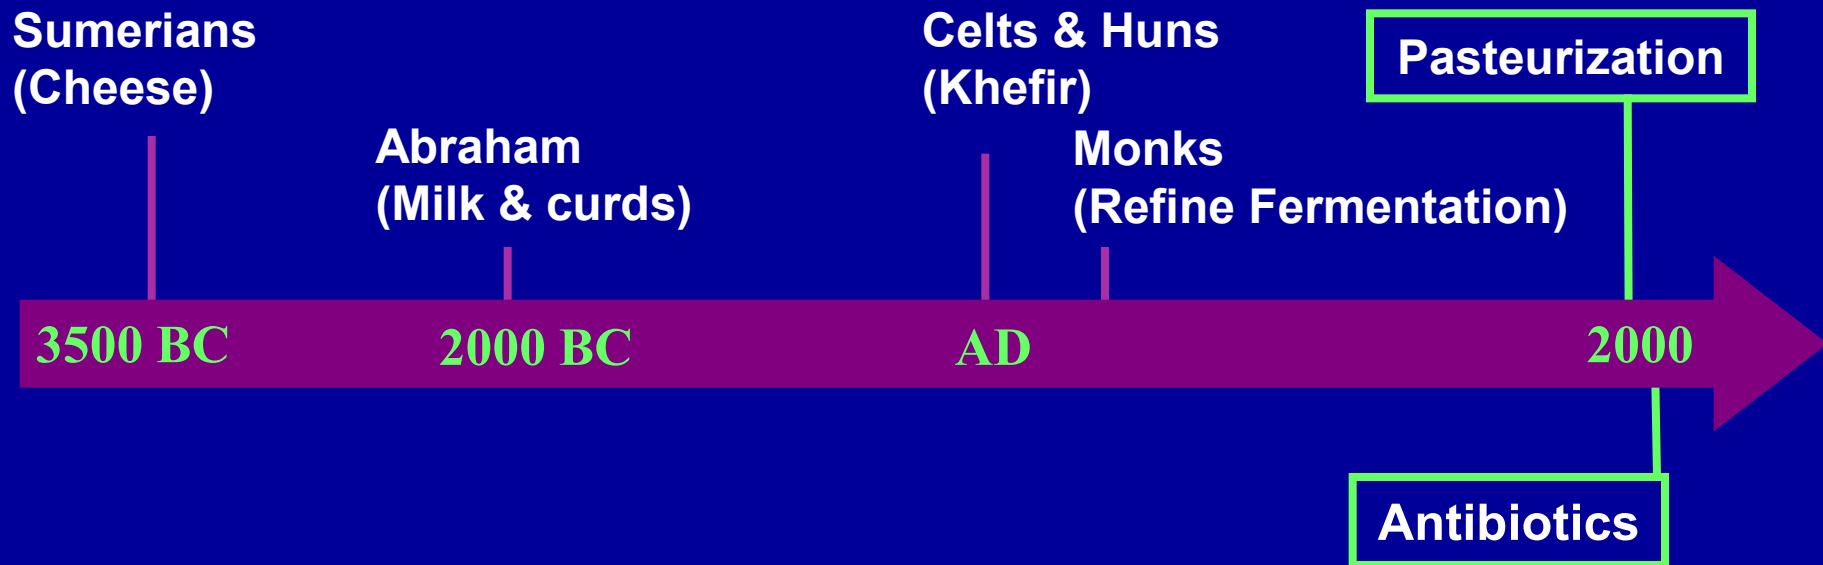 Sumerians
(Cheese)
Celts & Huns
(Khefir)
Pasteurization
Abraham
(Milk & curds)
Monks
(Refine Fermentation)
3500 BC
2000 BC
AD
2000
Antibiotics